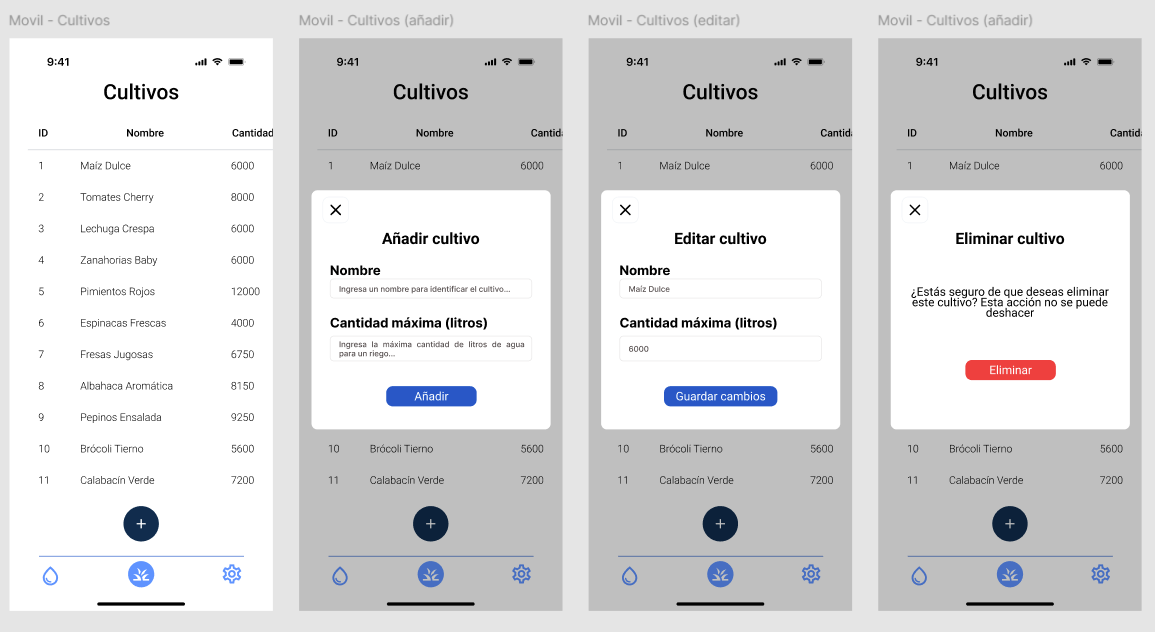 Movil - Cultivos
9:41
Cultivos
ID Nombre Cantidad
1 Maíz Dulce 6000
2 Tomates Cherry 8000
3 Lechuga Crespa 6000
4 Zanahorias Baby 6000
5 Pimientos Rojos 12000
6 Espinacas Frescas 4000
7 Fresas Jugosas 6750
8 Albahaca Aromática 8150
9 Pepinos Ensalada 9250
10 Brócoli Tierno 5600
11 Calabacín Verde 7200
+
Movil - Cultivos (añadir)
9:41
Cultivos
ID Nombre Cantid
1 Maíz Dulce 6000
Añadir cultivo
Nombre
Ingresa un nombre para identificar el cultivo...
Cantidad máxima (litros)
Ingresa la máxima cantidad de litros de agua
para un riego...
Añadir
10 Brócoli Tierno 5600
11 Calabacín Verde 7200
+
Movil - Cultivos (editar)
9:41
Cultivos
ID Nombre Cantid
1 Maíz Dulce 6000
Editar cultivo
Nombre
Maíz Dulce
Cantidad máxima (litros)
6000
Guardar cambios
10 Brócoli Tierno 5600
11 Calabacín Verde 7200
+
Movil - Cultivos (añadir)
9:41
Cultivos
ID Nombre Cantid
1 Maíz Dulce 6000
Eliminar cultivo
¿Estás seguro de que deseas eliminar
este cultivo? Esta acción no se puede
deshacer
Eliminar
10 Brócoli Tierno 5600
11 Calabacín Verde 7200
+